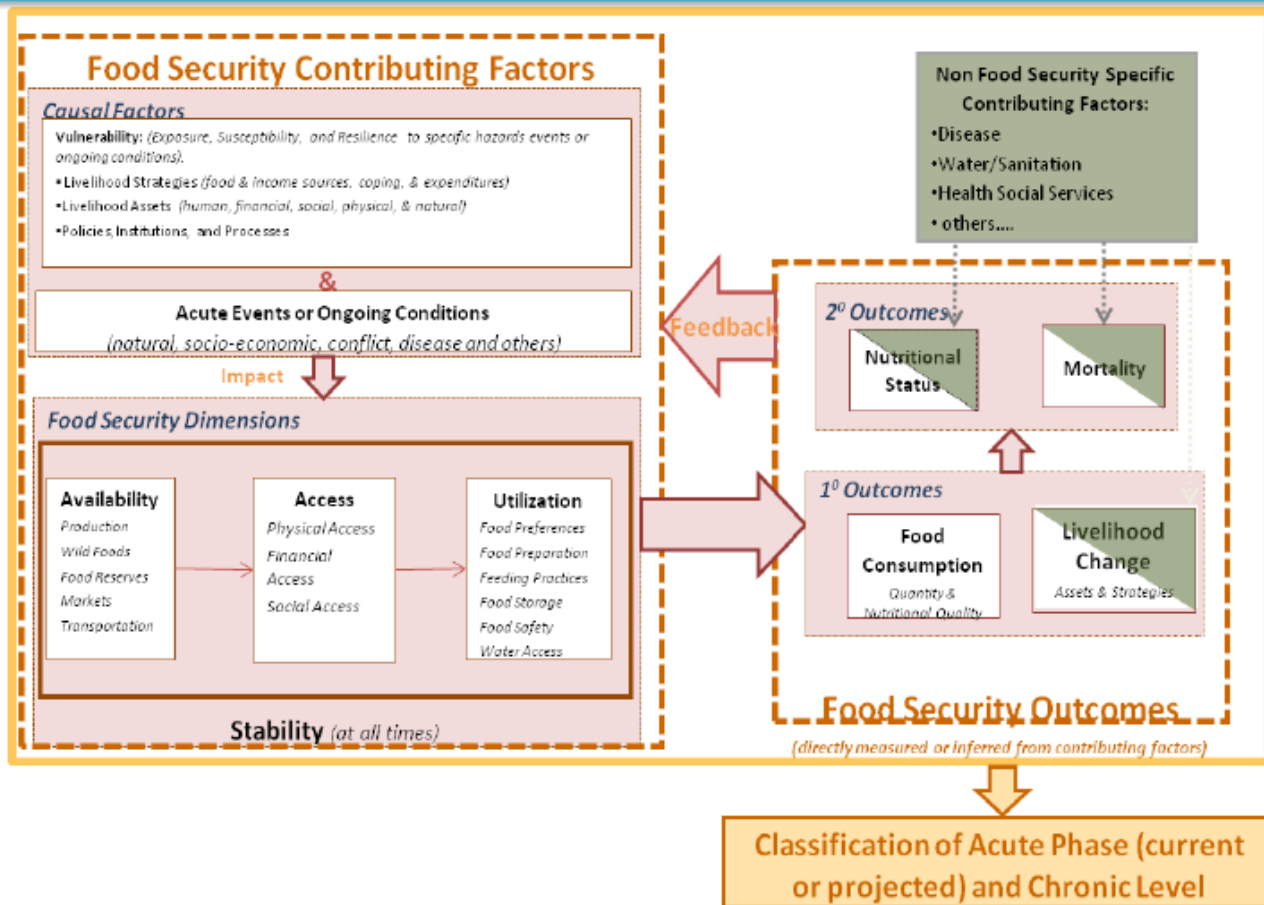 Food Security Contributing Factors
Causal Factors
Vulnerability: (Exposure, Susceptibility, and Resilience to specific hazards events or
ongoing conditions).
•Livelihood Strategies (food & income sources, coping, & expenditures)
•Livelihood Assets (human, financial, social, physical, & natural)
•Policies, Institutions, and Processes
&
Acute Events or Ongoing Conditions
(natural, socio-economic, conflict, disease and others)
Impact
Food Security Dimensions
Availability
Production
Wild Foods
Food Reserves
Markets
Transportation
Access
Physical Access
Financial
Access
Social Access
Utilization
Food Preferences
Food Preparation
Feeding Practices
Food Storage
Food Safety
Water Access
Stability (at all times)
Feedback
Non Food Security Specific
Contributing Factors:
•Disease
•Water/Sanitation
•Health Social Services
• others....
2⁰ Outcomes
Nutritional
Status
Mortality
1⁰ Outcomes
Food
Consumption
Quantity &
Nutritional Quality
Livelihood
Change
Assets & Strategies
Food Security Outcomes
(directly measured or inferred from contributing factors)
Classification of Acute Phase (current
or projected) and Chronic Level